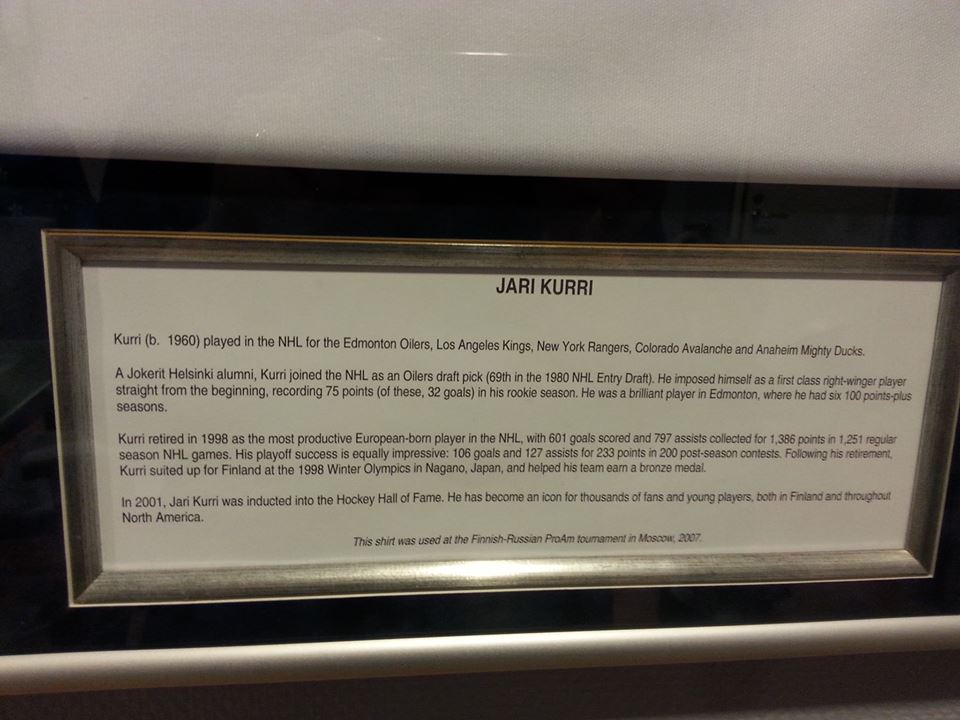 JARI KURRI
Kurri (b. 1960) played in the NHL for the Edmonton Oilers, Los Angeles Kings, New York Rangers, Colorado Avalanche and Anaheim Mighty Ducks.
A Jokerit Helsinki alumni, Kurri joined the NHL as an Oilers draft pick (69th in the 1980 NHL Entry Draft). He imposed himself as a first class right-winger player
straight from the beginning, recording 75 points (of these, 32 goals) in his rookie season. He was a brilliant player in Edmonton, where he had six 100 points-plus
seasons.
Kurri retired in 1998 as the most productive European-born player in the NHL, with 601 goals scored and 797 assists collected for 1,386 points in 1,251 regular
season NHL games. His playoff success is equally impressive: 106 goals and 127 assists for 233 points in 200 post-season contests. Following his retirement,
Kurri suited up for Finland at the 1998 Winter Olympics in Nagano, Japan, and helped his team earn a bronze medal.
In 2001, Jari Kurri was inducted into the Hockey Hall of Fame. He has become an icon for thousands of fans and young players, both in Finland and throughout
North America.
This shirt was used at the Finnish-Russian ProAm tournament in Moscow, 2007.